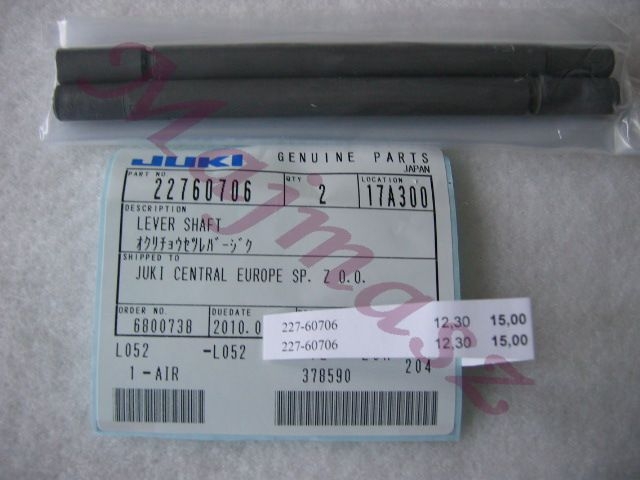 JUKI GENUINE PARTS
JAPAN
PART NO QTY LOCATION
22760706 2 17A300
DESCRIPTION
LEVER SHAFT
オクリチョウセツレバージク
SHIPPED TO
JUKI CENTRAL EUROPE SP. Z O.O.
ORDER NO. DUEDATE
6800738 2010.0
227-60706 12,30 15,00
227-60706 12,30 15,00
L052 -L052
204
1-AIR 378590
Majmasz